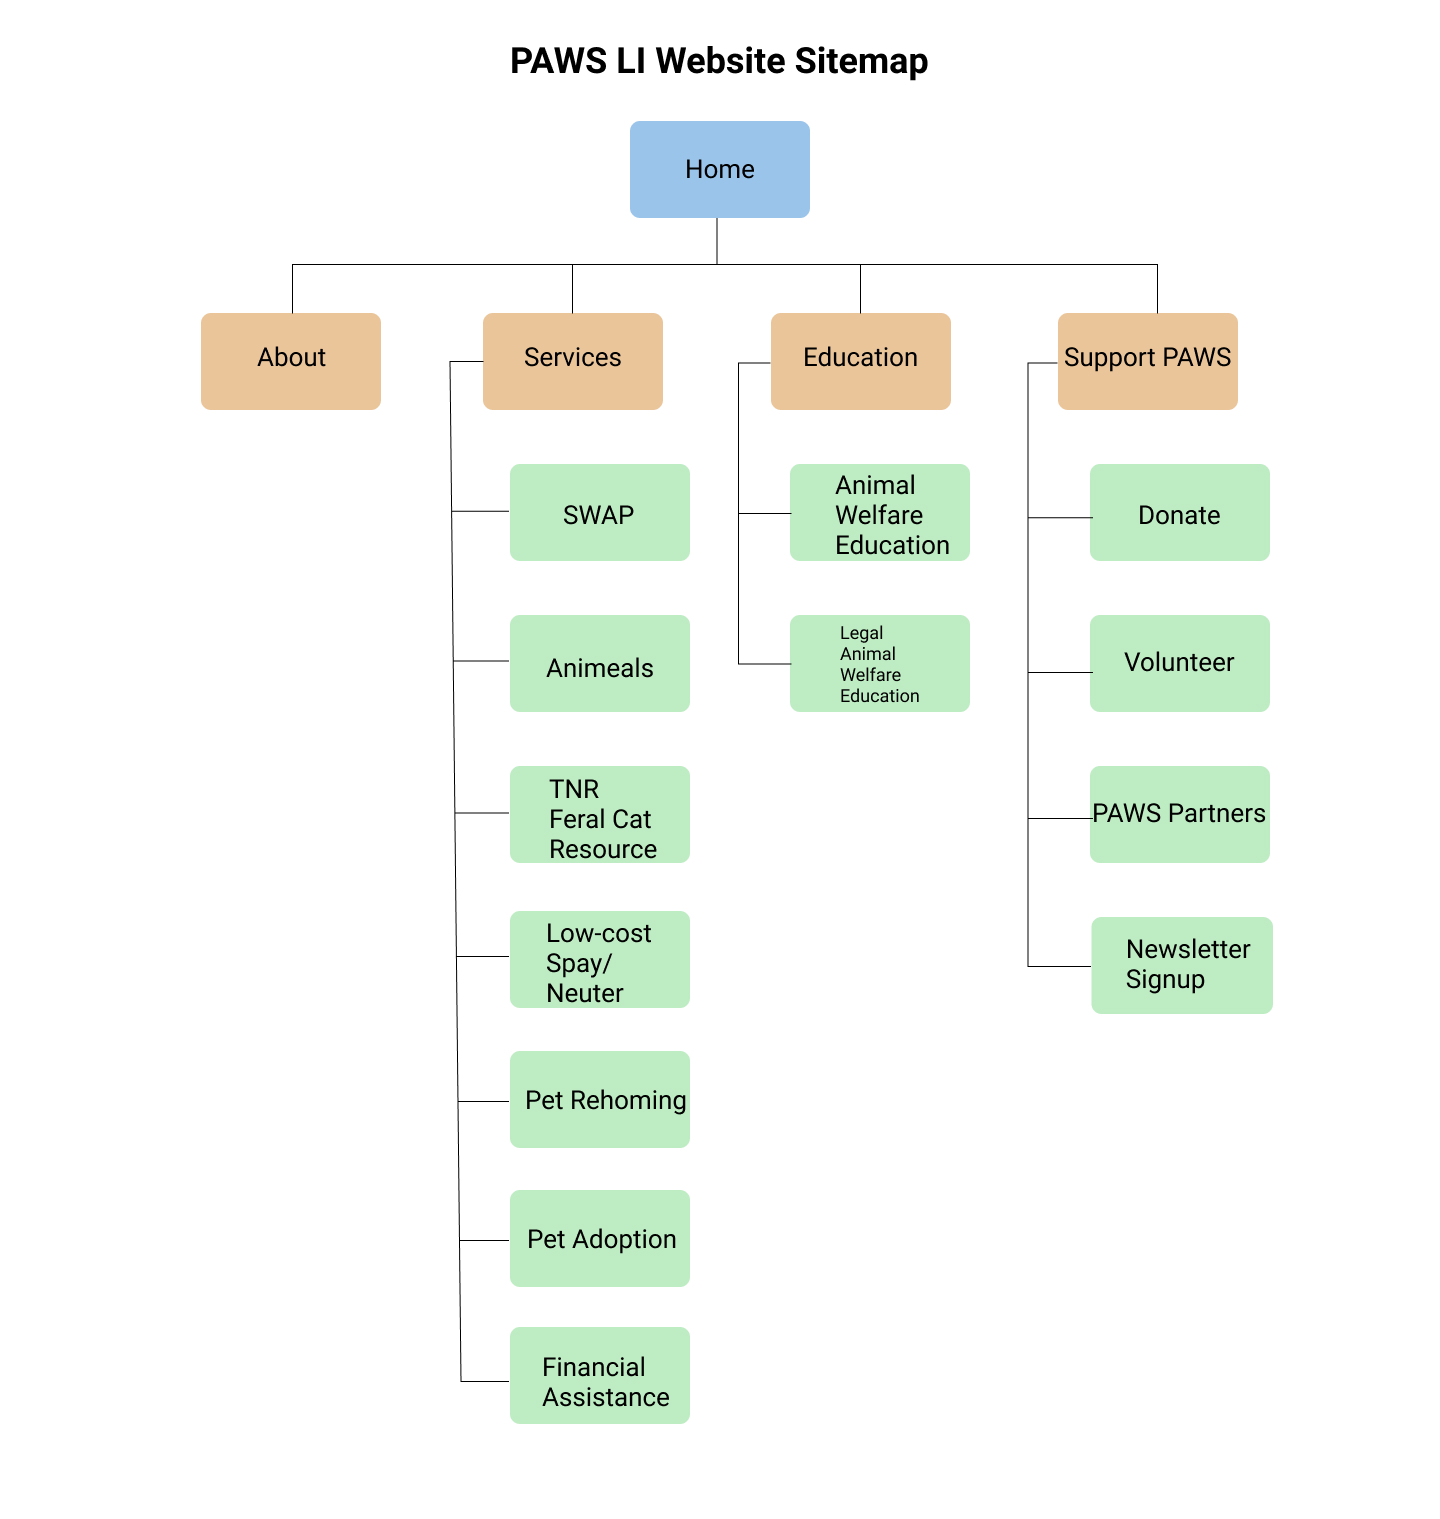 PAWS LI Website Sitemap
Home
About
Services
Education
Support PAWS
SWAP
Animal
Welfare
Education
Donate
Animeals
Legal
Animal
Welfare
Education
Volunteer
TNR
Feral Cat
Resource
PAWS Partners
Low-cost
Spay/
Neuter
Newsletter
Signup
Pet Rehoming
Pet Adoption
Financial
Assistance